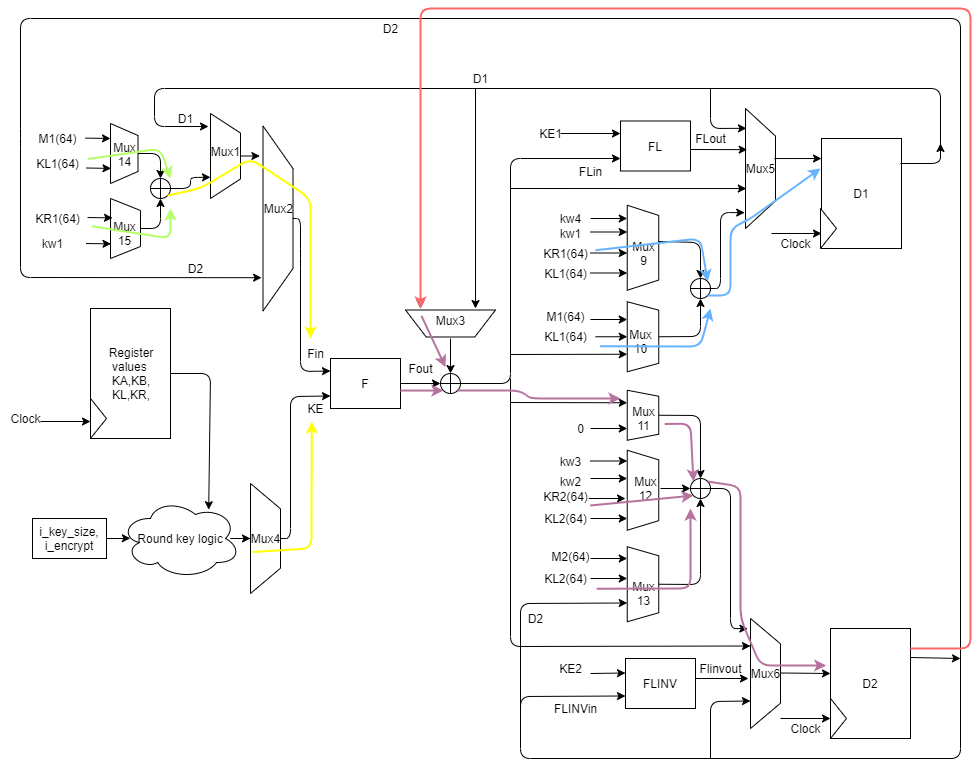 D2
D1
D1
M1(64)
KL1(64)
Mux
14
Mux1
KR1(64)
kw1
Mux
15
Mux2
D2
KE1
FL
FLout
FLin
Mux5
D1
Clock
kw4
kw1
KR1(64)
KL1(64)
Mux
9
M1(64)
KL1(64)
Mux
10
Mux3
Register
values
KA,KB,
KL,KR,
Clock
Fin
KE
F
Fout
Mux
11
0
kw3
kw2
KR2(64)
KL2(64)
Mux
12
i_key_size,
i_encrypt
Round key logic
Mux4
M2(64)
KL2(64)
Mux
13
D2
KE2
FLINV
Flinvout
FLINVin
Mux6
D2
Clock